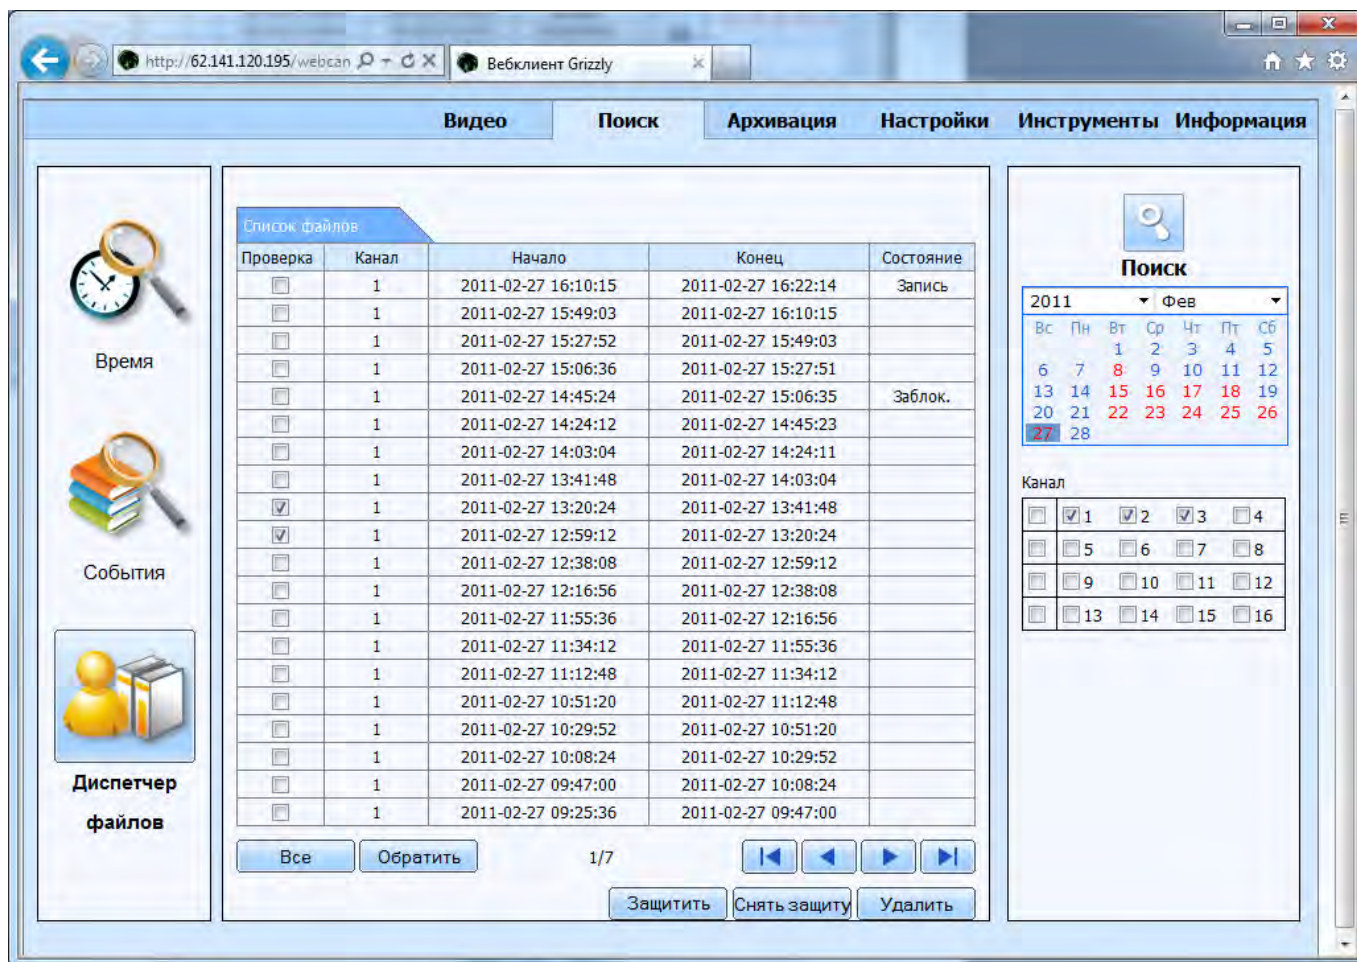 http://62.141.120.195/webcan
Вебклиент Grizzly
Видео Поиск Архивация Настройки Инструменты Информация
Время
События
Диспетчер
файлов
Список файлов
Проверка Канал Начало Конец Состояние
1 2011-02-27 16:10:15 2011-02-27 16:22:14 Запись
1 2011-02-27 15:49:03 2011-02-27 16:10:15
1 2011-02-27 15:27:52 2011-02-27 15:49:03
1 2011-02-27 15:06:36 2011-02-27 15:27:51
1 2011-02-27 14:45:24 2011-02-27 15:06:35 Заблок.
1 2011-02-27 14:24:12 2011-02-27 14:45:23
1 2011-02-27 14:03:04 2011-02-27 14:24:11
1 2011-02-27 13:41:48 2011-02-27 14:03:04
1 2011-02-27 13:20:24 2011-02-27 13:41:48
1 2011-02-27 12:59:12 2011-02-27 13:20:24
1 2011-02-27 12:38:08 2011-02-27 12:59:12
1 2011-02-27 12:16:56 2011-02-27 12:38:08
1 2011-02-27 11:55:36 2011-02-27 12:16:56
1 2011-02-27 11:34:12 2011-02-27 11:55:36
1 2011-02-27 11:12:48 2011-02-27 11:34:12
1 2011-02-27 10:51:20 2011-02-27 11:12:48
1 2011-02-27 10:29:52 2011-02-27 10:51:20
1 2011-02-27 10:08:24 2011-02-27 10:29:52
1 2011-02-27 09:47:00 2011-02-27 10:08:24
1 2011-02-27 09:25:36 2011-02-27 09:47:00
Все Обратить 1/7
Защитить Снять защиту Удалить
Поиск
2011 Фев
Вс Пн Вт Ср Чт Пт Сб
1 2 3 4 5
6 7 8 9 10 11 12
13 14 15 16 17 18 19
20 21 22 23 24 25 26
27 28
Канал
1 2 3 4
5 6 7 8
9 10 11 12
13 14 15 16